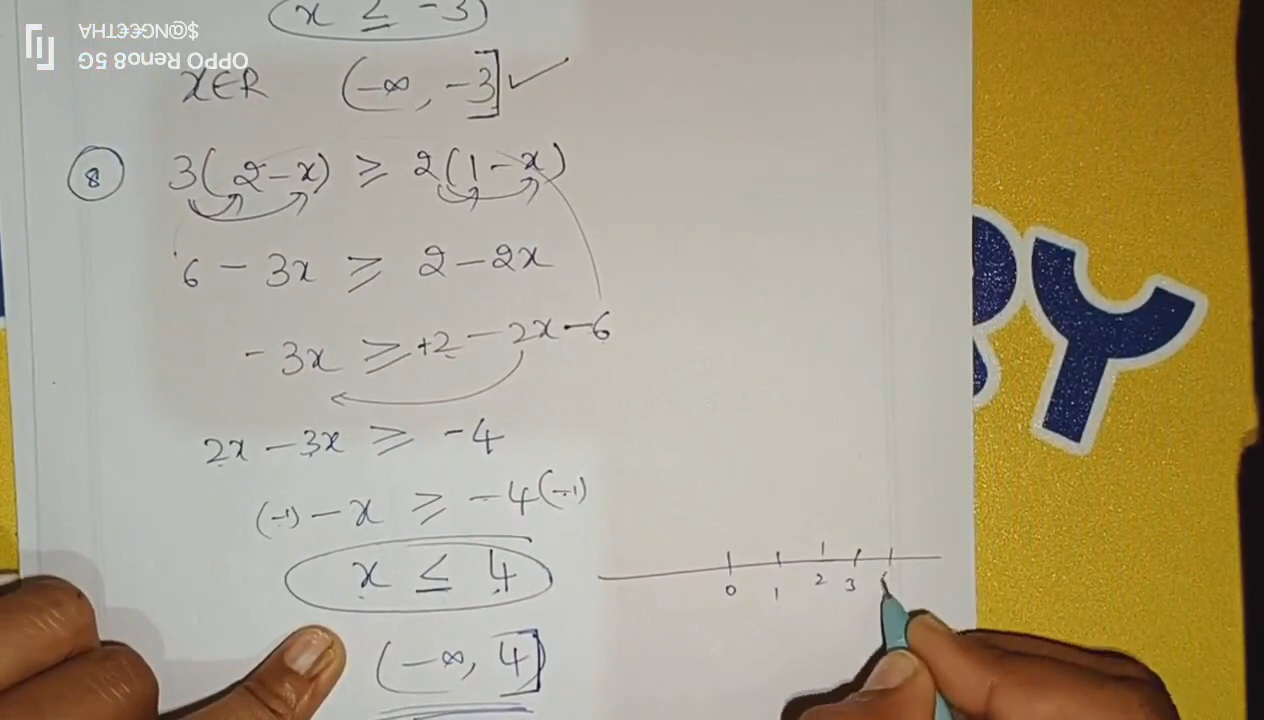 x ≤ -3
$@NGEETHA
OPPO Reno8 5G
x∈R (-∞, -3] ✓
8 3(2-x) ≥ 2(1-x)
6 - 3x ≥ 2 - 2x
- 3x ≥ +2 - 2x - 6
2x - 3x ≥ -4
(-1) - x ≥ -4(-1)
x ≤ 4
0 1 2 3
(-∞, 4]